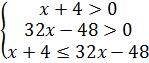 x + 4 > 0
32x − 48 > 0
x + 4 ≤ 32x − 48